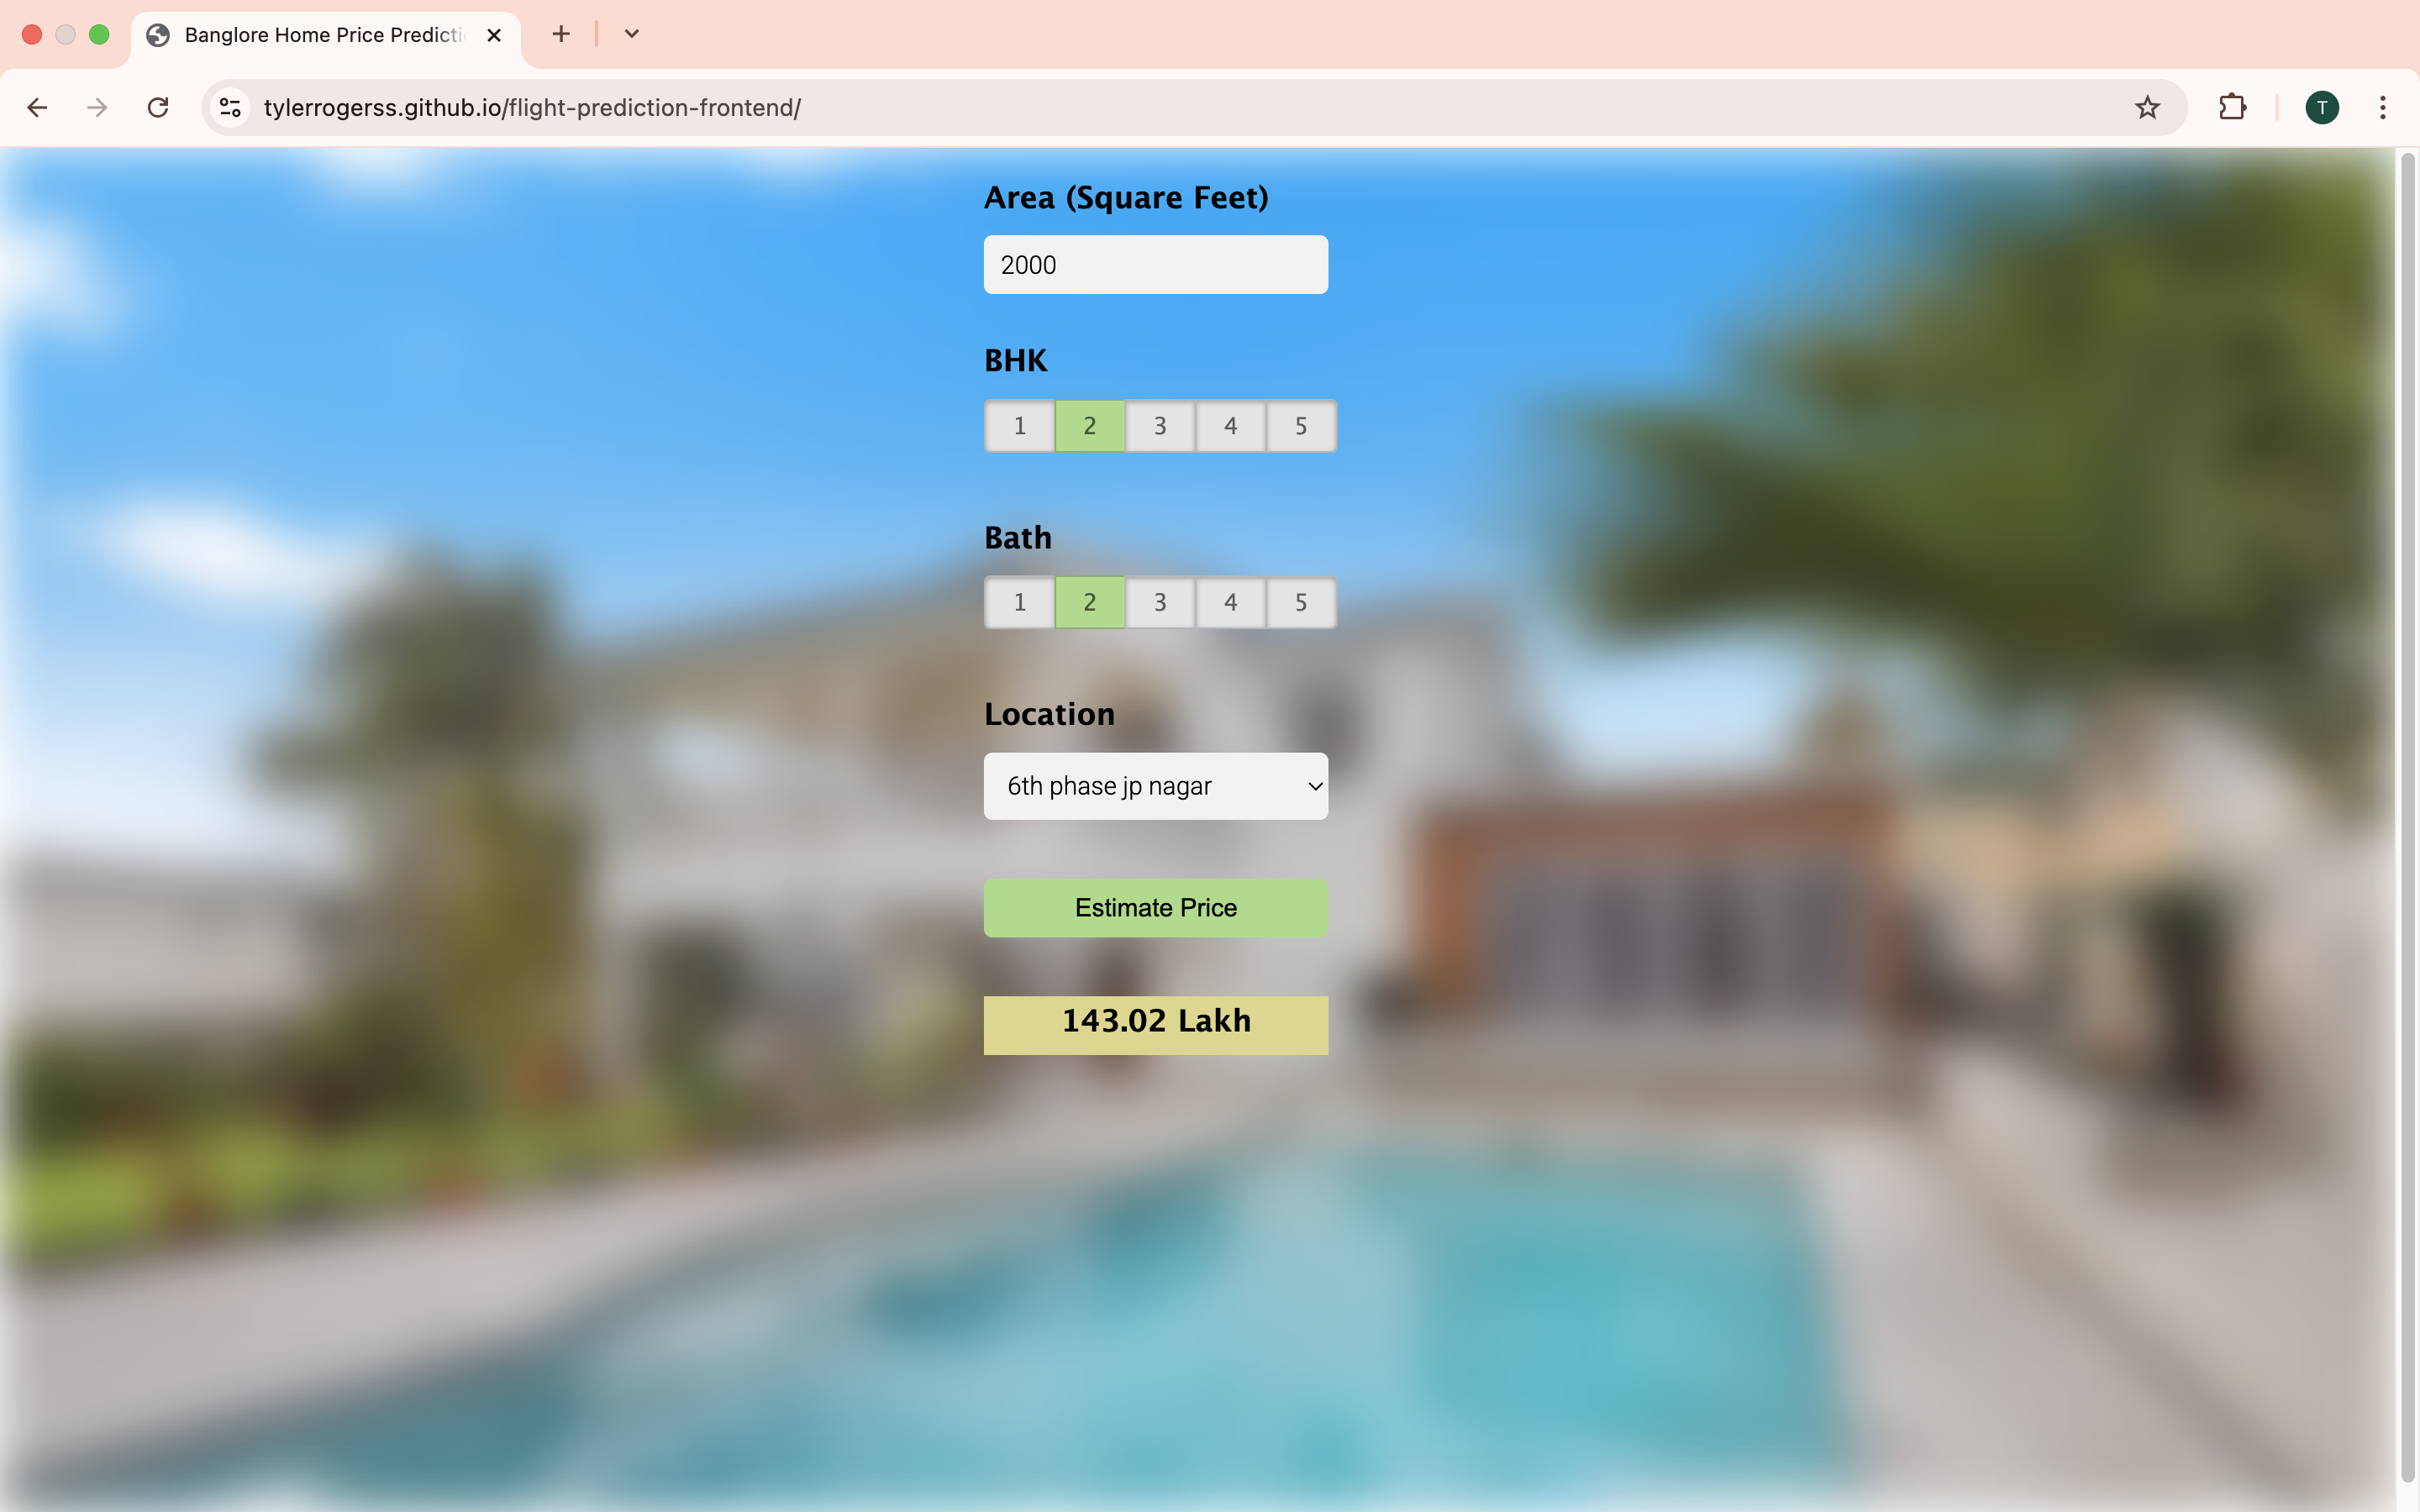 Banglore Home Price Predicti
tylerrogerss.github.io/flight-prediction-frontend/
T
Area (Square Feet)
2000
BHK
1 2 3 4 5
Bath
1 2 3 4 5
Location
6th phase jp nagar
Estimate Price
143.02 Lakh